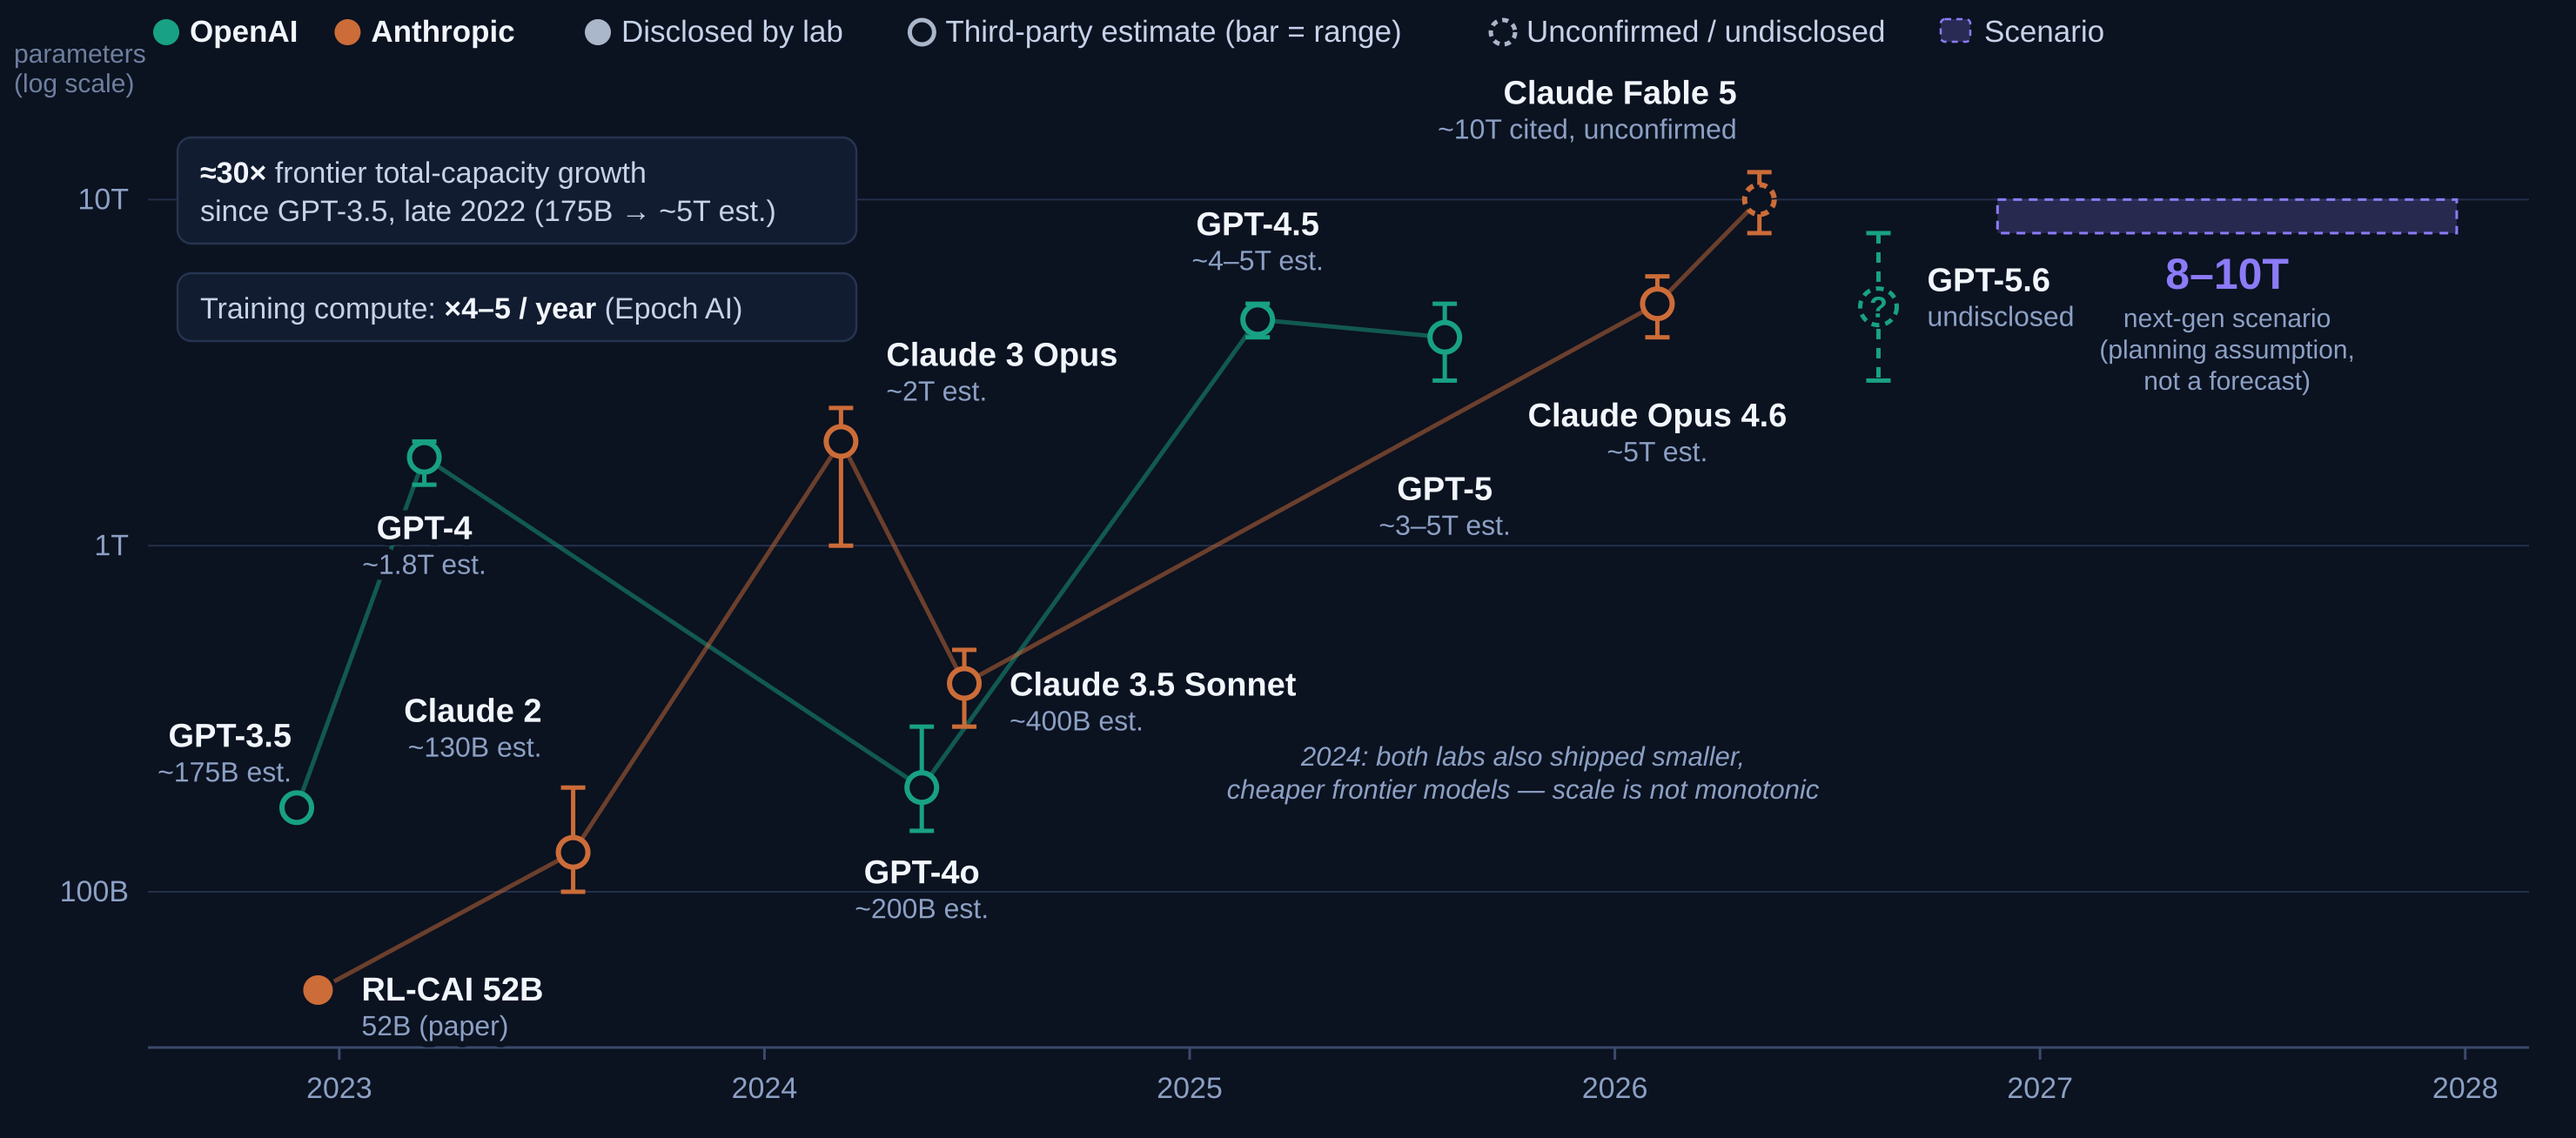 OpenAI
Anthropic
Disclosed by lab
Third-party estimate (bar = range)
Unconfirmed / undisclosed
Scenario
parameters
(log scale)
Claude Fable 5
~10T cited, unconfirmed
≈30× frontier total-capacity growth
since GPT-3.5, late 2022 (175B → ~5T est.)
Training compute: ×4–5 / year (Epoch AI)
10T
1T
100B
GPT-4.5
~4–5T est.
GPT-5.6
undisclosed
?
8–10T
next-gen scenario
(planning assumption,
not a forecast)
Claude 3 Opus
~2T est.
Claude Opus 4.6
~5T est.
GPT-5
~3–5T est.
GPT-4
~1.8T est.
Claude 3.5 Sonnet
~400B est.
Claude 2
~130B est.
GPT-3.5
~175B est.
2024: both labs also shipped smaller,
cheaper frontier models — scale is not monotonic
GPT-4o
~200B est.
RL-CAI 52B
52B (paper)
2023
2024
2025
2026
2027
2028